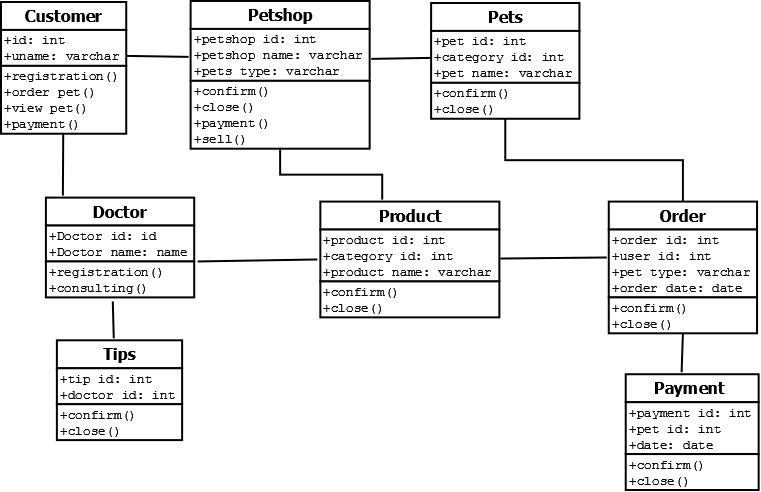 Customer
+id: int
+uname: varchar
+registration()
+order pet()
+view pet()
+payment()
Petshop
+petshop id: int
+petshop name: varchar
+pets type: varchar
+confirm()
+close()
+payment()
+sell()
Pets
+pet id: int
+category id: int
+pet name: varchar
+confirm()
+close()
Doctor
+Doctor id: id
+Doctor name: name
+registration()
+consulting()
Product
+product id: int
+category id: int
+product name: varchar
+confirm()
+close()
Order
+order id: int
+user id: int
+pet type: varchar
+order date: date
+confirm()
+close()
Tips
+tip id: int
+doctor id: int
+confirm()
+close()
Payment
+payment id: int
+pet id: int
+date: date
+confirm()
+close()